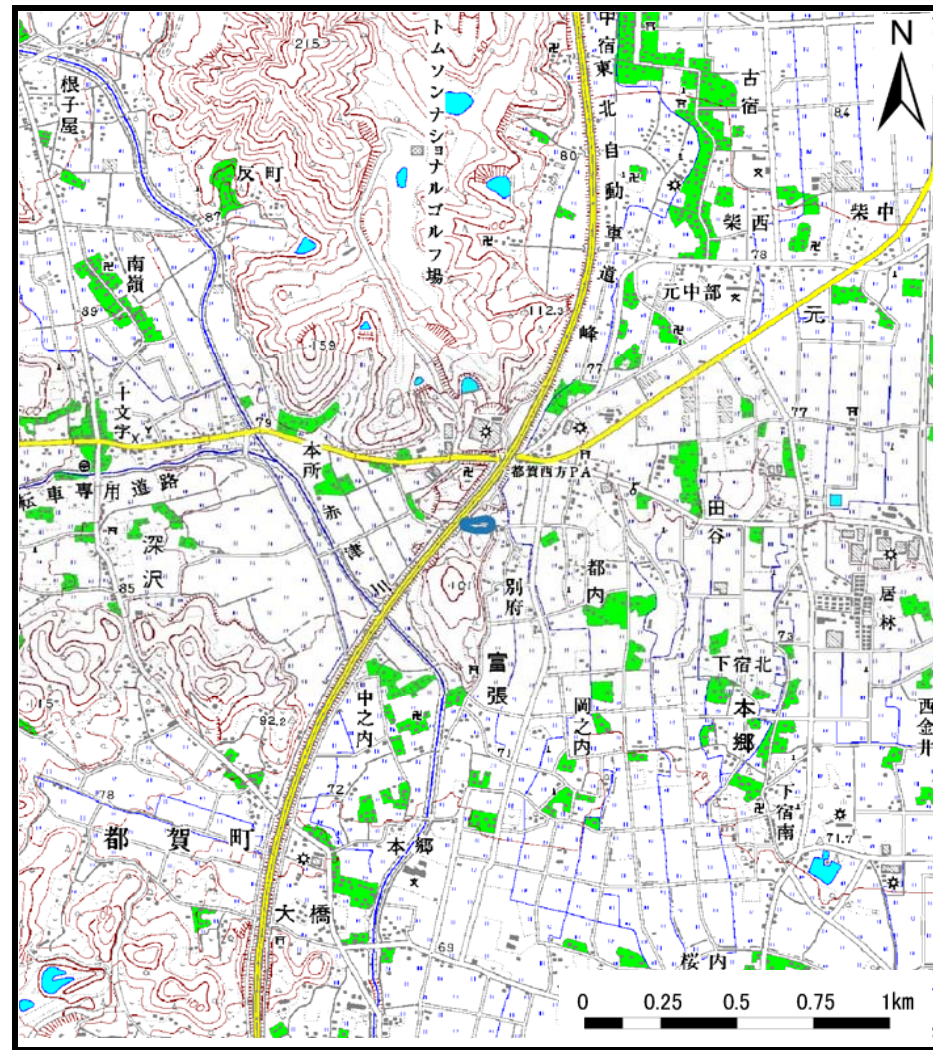 N
トムソンナショナルゴルフ場
215
中宿
東北自動車道
古宿
84
根子屋
反町
87
80
柴西
柴中
78
南嶺
89
元中部
元
112.3
159
峰
77
77
十文字
79
本所
都賀西方PA
転車専用道路
赤津川
深沢
田谷
都内
別府
101
85
居林
73
富張
下宿北
本郷
西金井
岡之内
中之内
115
92.2
71
70
下宿南
78
72
都賀町
本郷
71.7
大橋
69
桜内
0 0.25 0.5 0.75 1km